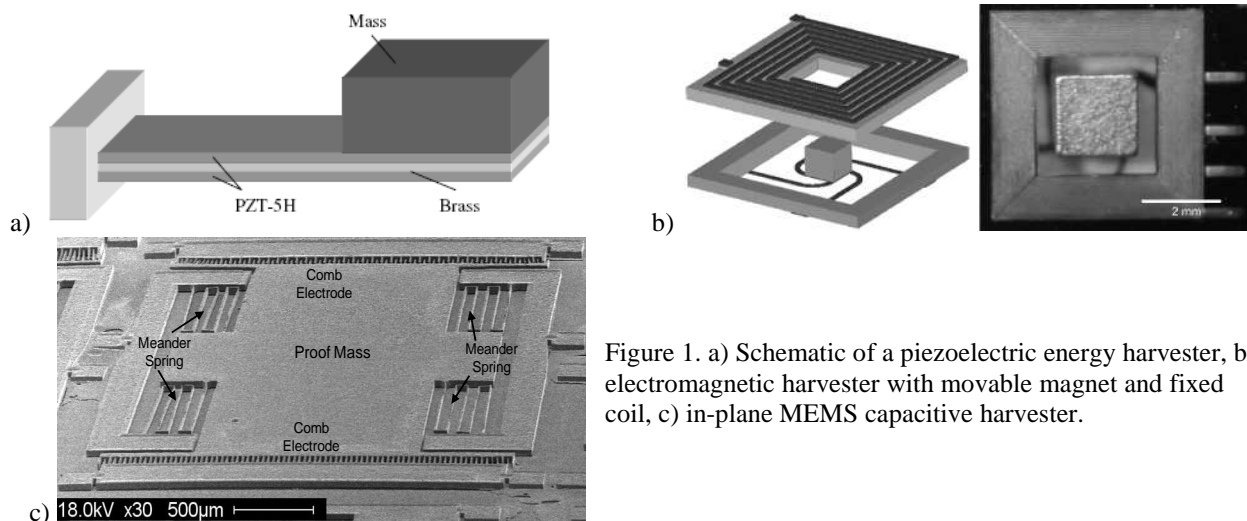 Mass
PZT-5H
Brass
a)
b)
2 mm
Comb
Electrode
Meander
Spring
Proof Mass
Meander
Spring
Comb
Electrode
c)
18.0kV x30 500µm
Figure 1. a) Schematic of a piezoelectric energy harvester, b
electromagnetic harvester with movable magnet and fixed
coil, c) in-plane MEMS capacitive harvester.